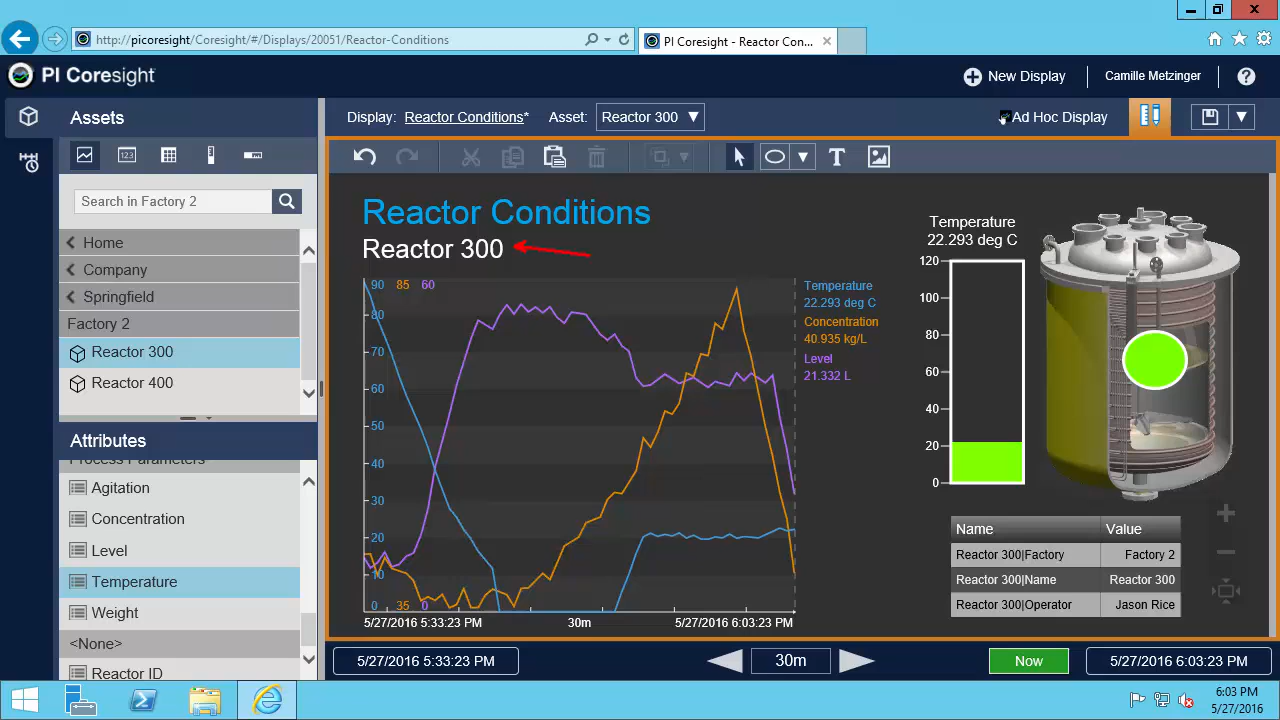 http://picoresight/Coresight/#/Displays/20051/Reactor-Conditions
PI Coresight - Reactor Con...
PI Coresight
New Display
Camille Metzinger
?
Assets
Display: Reactor Conditions*
Asset: Reactor 300
Ad Hoc Display
123
T
Search in Factory 2
Home
Company
Springfield
Factory 2
Reactor 300
Reactor 400
Attributes
Process Parameters
Agitation
Concentration
Level
Temperature
Weight
<None>
Reactor ID
Reactor Conditions
Reactor 300
90 85 60
80
70
60
50
40
30
20
10
0 35 0
5/27/2016 5:33:23 PM 30m 5/27/2016 6:03:23 PM
Temperature
22.293 deg C
Concentration
40.935 kg/L
Level
21.332 L
Temperature
22.293 deg C
120
100
80
60
40
20
0
Name Value
Reactor 300|Factory Factory 2
Reactor 300|Name Reactor 300
Reactor 300|Operator Jason Rice
5/27/2016 5:33:23 PM
30m
Now
5/27/2016 6:03:23 PM
6:03 PM
5/27/2016